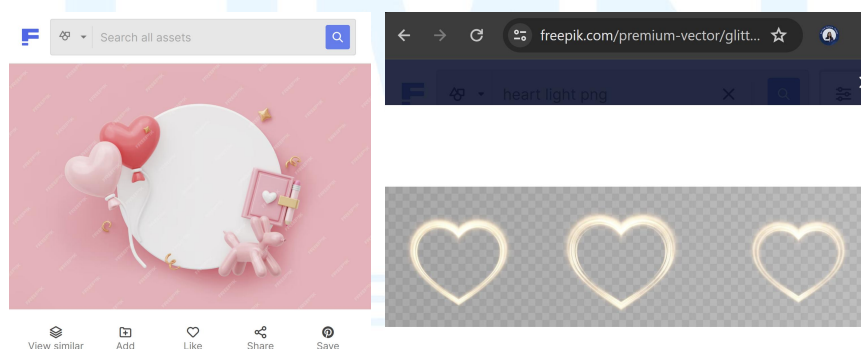 Search all assets
View similar
Add
Like
Share
Save
freepik.com/premium-vector/glitt...
heart light png